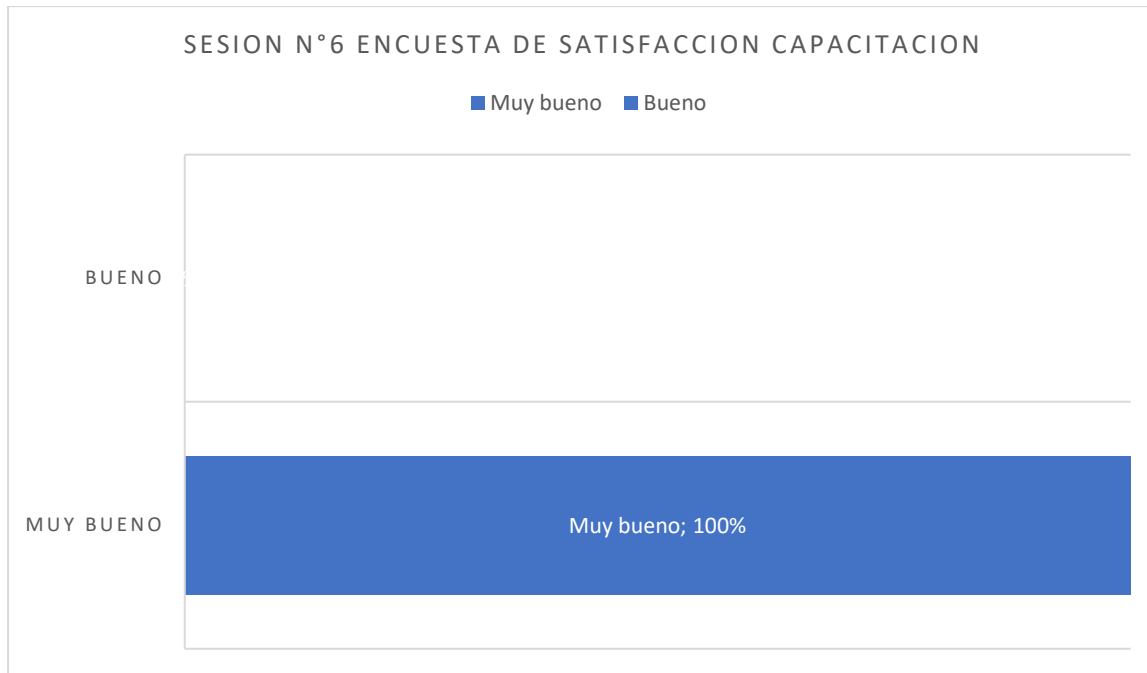 SESION N°6 ENCUESTA DE SATISFACCION CAPACITACION
Muy bueno Bueno
BUENO
MUY BUENO
Muy bueno; 100%